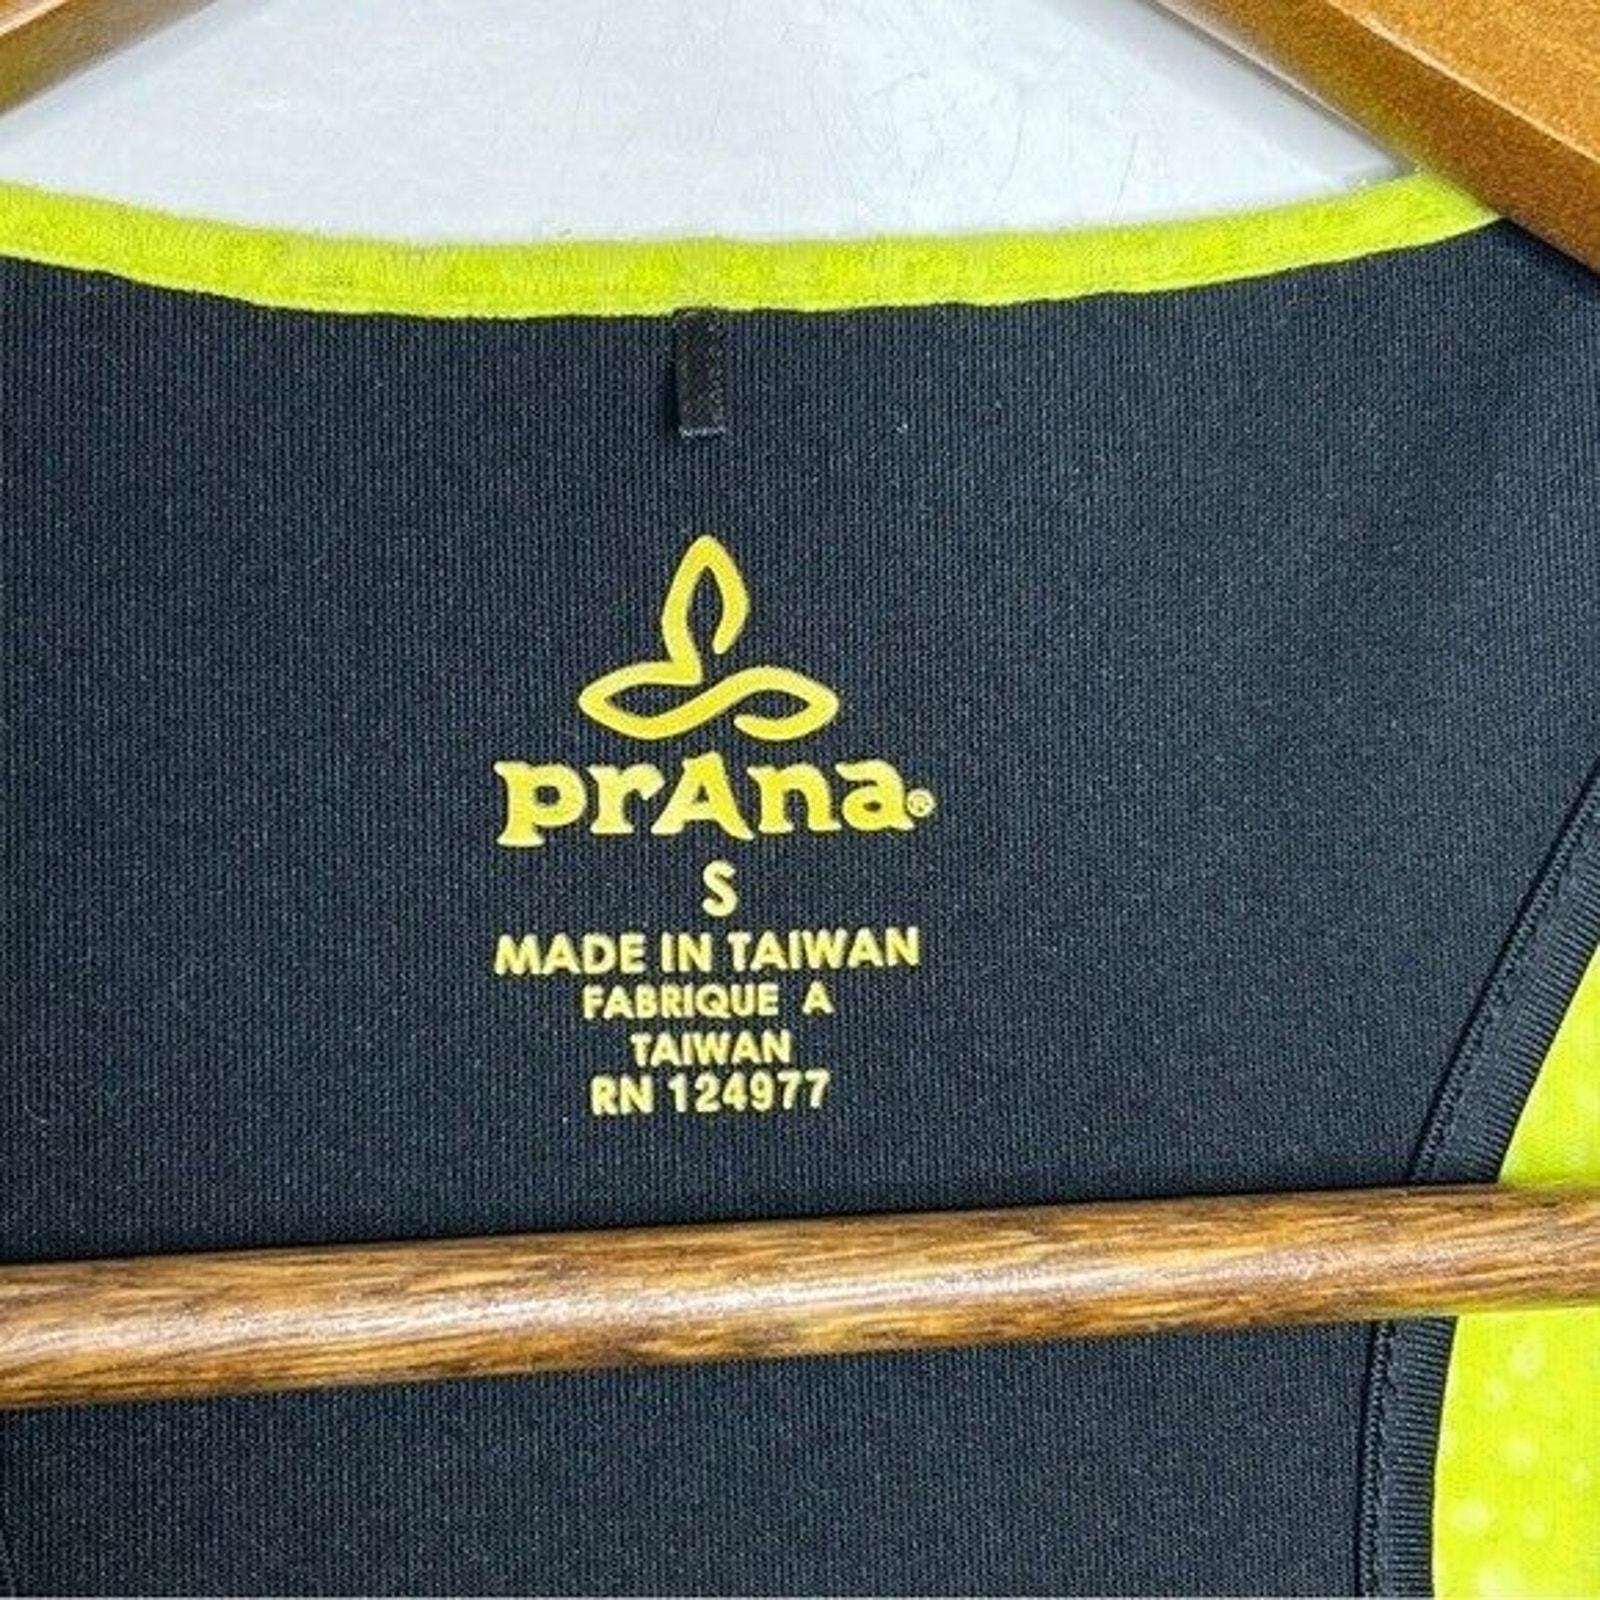 prAna®
S
MADE IN TAIWAN
FABRIQUE A
TAIWAN
RN 124977